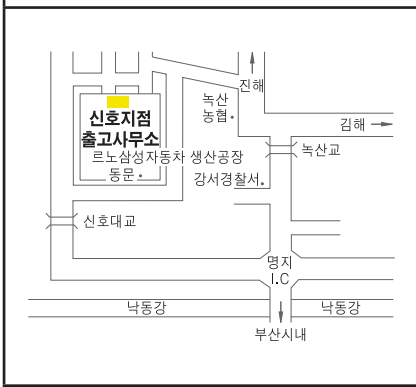 진해
녹산
농협
김해
신호지점
출고사무소
르노삼성자동차 생산공장
동문
녹산교
강서경찰서
신호대교
명지
I.C
낙동강
낙동강
부산시내